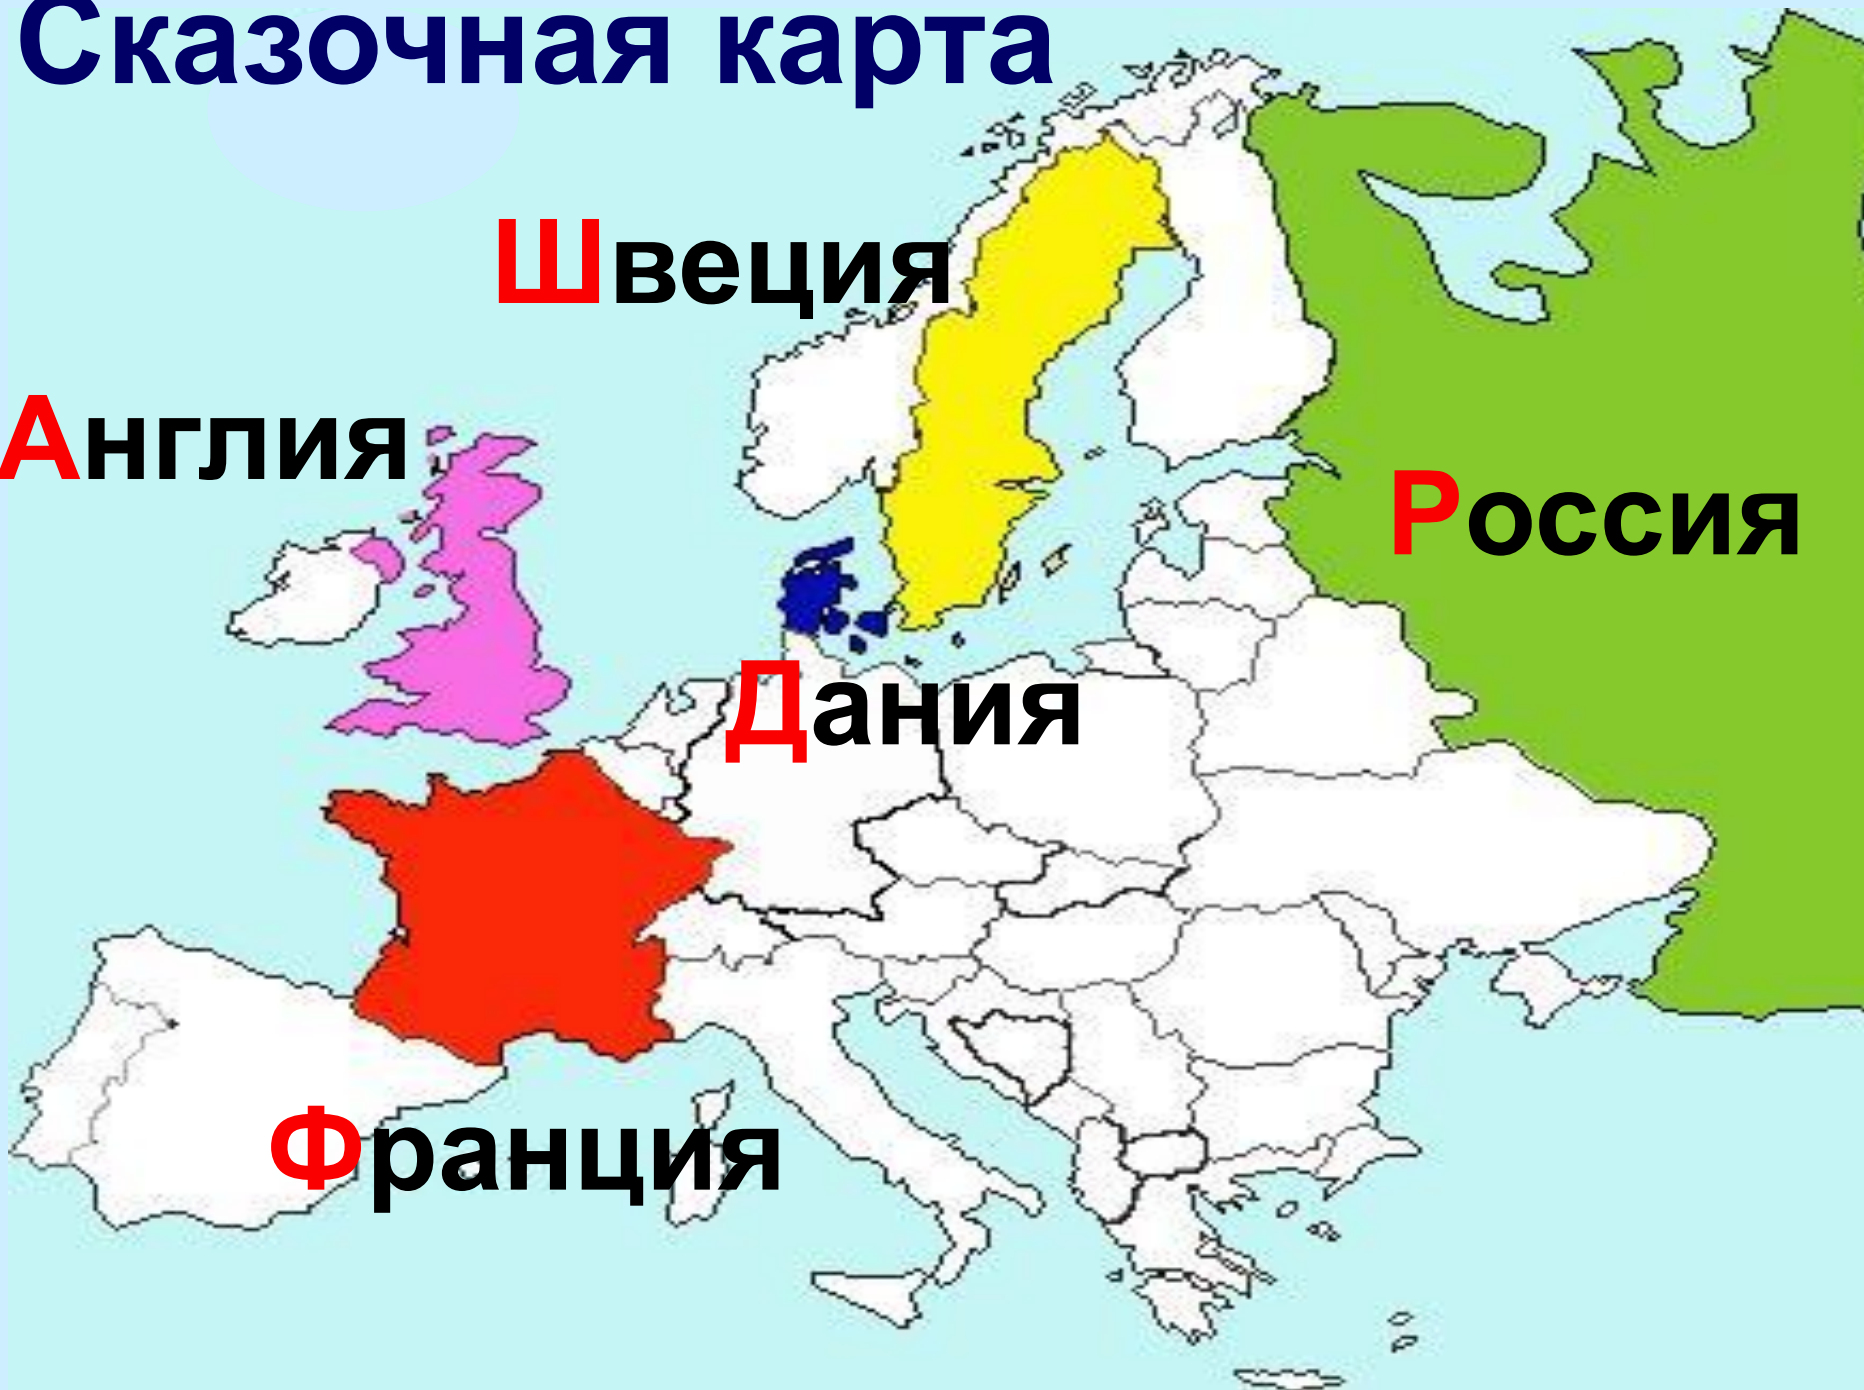 Сказочная карта
Швеция
Англия
Россия
Дания
Франция